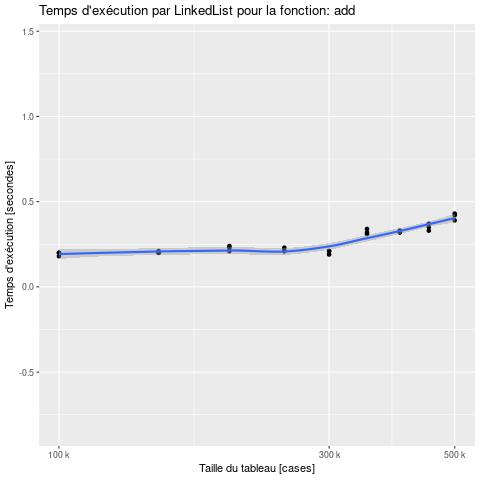 Temps d'exécution par LinkedList pour la fonction: add
Temps d'exécution [secondes]
1.5
1.0
0.5
0.0
-0.5
100 k
300 k
500 k
Taille du tableau [cases]